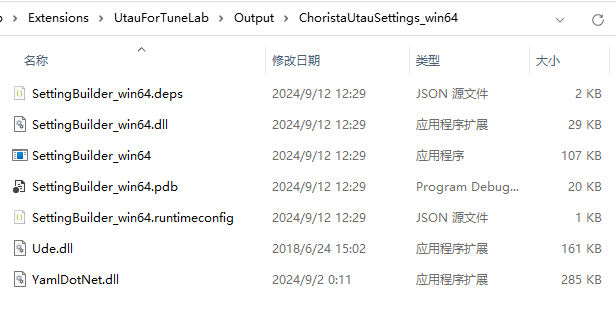 Extensions > UtauForTuneLab > Output > ChoristaUtauSettings_win64
名称 修改日期 类型 大小
SettingBuilder_win64.deps 2024/9/12 12:29 JSON 源文件 2 KB
SettingBuilder_win64.dll 2024/9/12 12:29 应用程序扩展 29 KB
SettingBuilder_win64 2024/9/12 12:29 应用程序 107 KB
SettingBuilder_win64.pdb 2024/9/12 12:29 Program Debug... 20 KB
SettingBuilder_win64.runtimeconfig 2024/9/12 12:29 JSON 源文件 1 KB
Ude.dll 2018/6/24 15:02 应用程序扩展 161 KB
YamlDotNet.dll 2024/9/2 0:11 应用程序扩展 285 KB